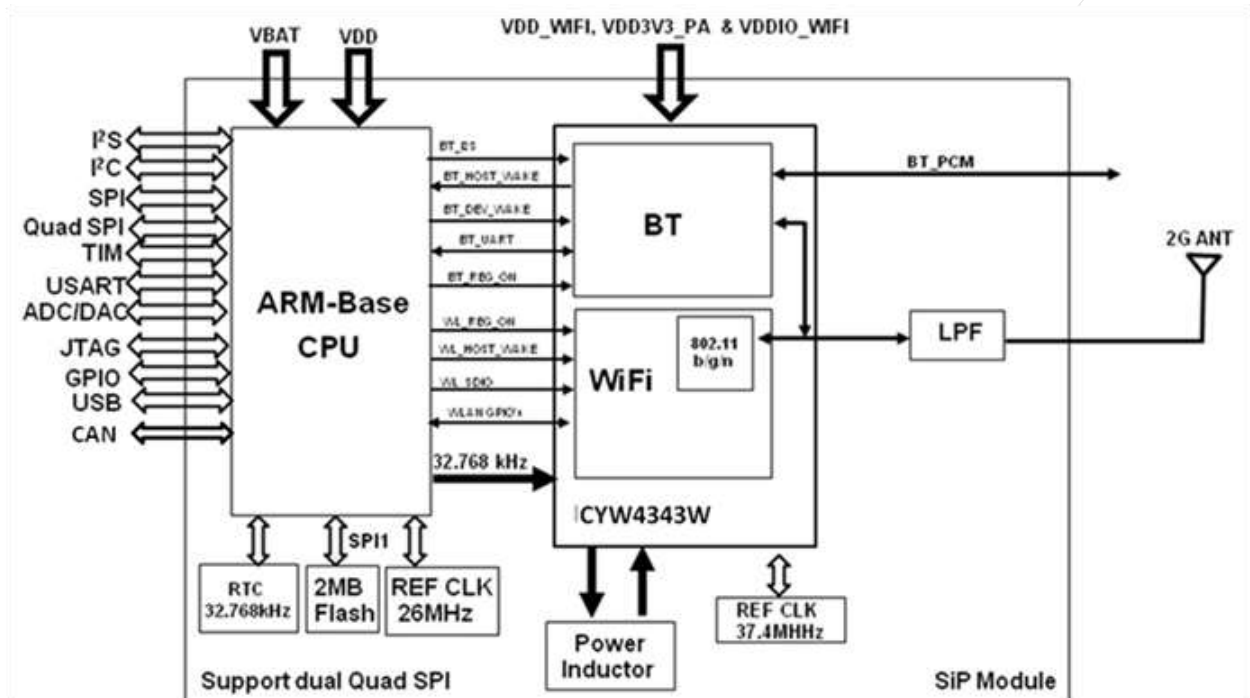 VBAT
VDD
VDD_WIFI, VDD3V3_PA & VDDIO_WIFI
I²S
I²C
SPI
Quad SPI
TIM
USART
ADC/DAC
JTAG
GPIO
USB
CAN
ARM-Base
CPU
BT_HOST_WAKE
BT_DEV_WAKE
BT_UART
BT_REG_ON
WL_REG_ON
WL_HOST_WAKE
WL_SDIO
WLAN GPIO's
32.768 kHz
BT
WiFi
802.11
b/g/n
CYW4343W
BT_PCM
2G ANT
LPF
SPI1
RTC
32.768kHz
2MB
Flash
REF CLK
26MHz
Power
Inductor
REF CLK
37.4MHHz
Support dual Quad SPI
SiP Module